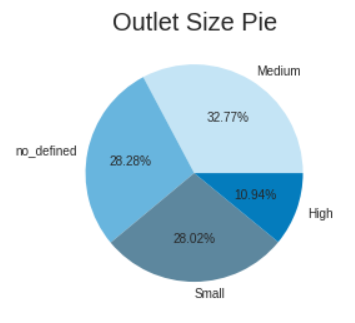 Outlet Size Pie
Medium
32.77%
no_defined
28.28%
10.94%
High
28.02%
Small